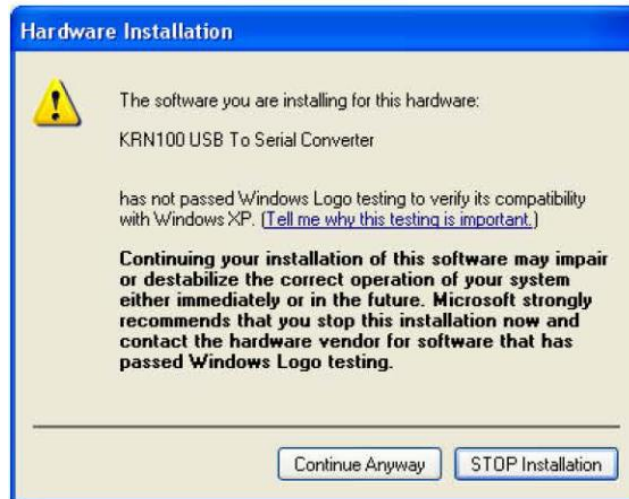 Hardware Installation
The software you are installing for this hardware:
KRN100 USB To Serial Converter
has not passed Windows Logo testing to verify its compatibility
with Windows XP. (Tell me why this testing is important.)
Continuing your installation of this software may impair
or destabilize the correct operation of your system
either immediately or in the future. Microsoft strongly
recommends that you stop this installation now and
contact the hardware vendor for software that has
passed Windows Logo testing.
Continue Anyway
STOP Installation